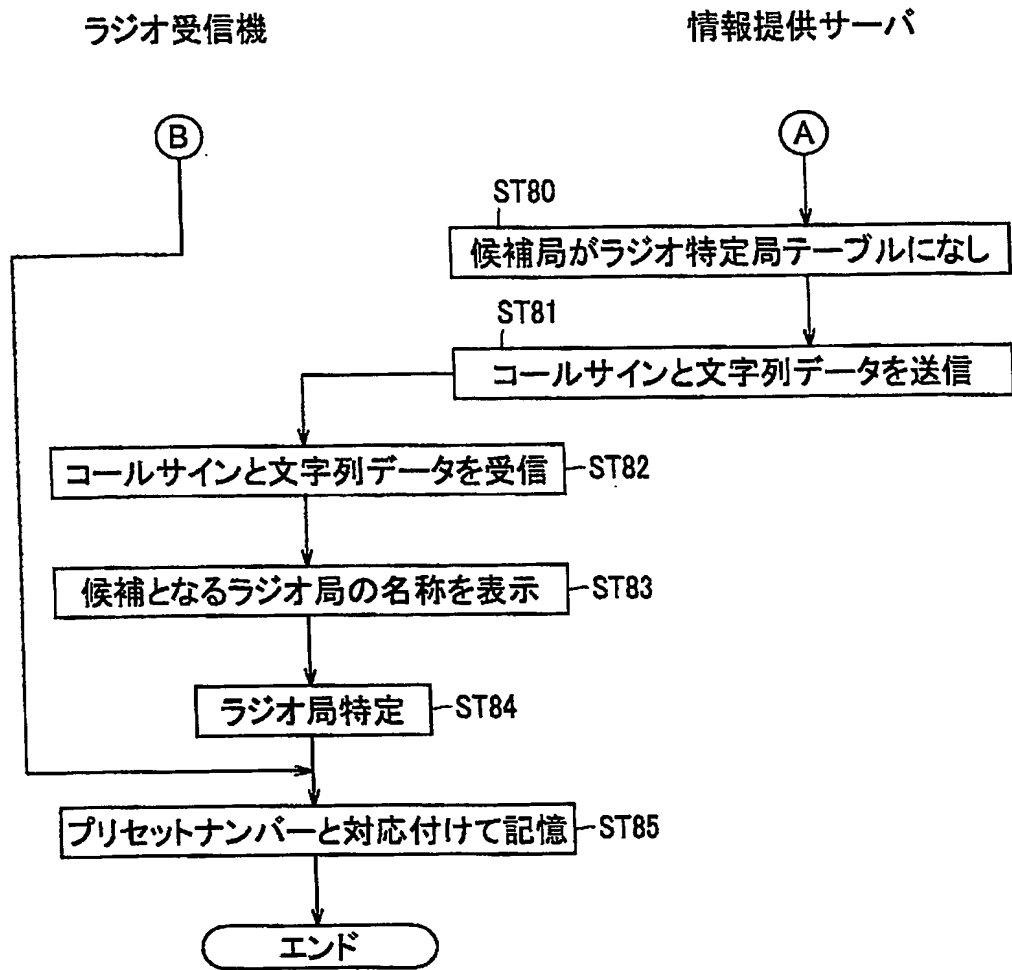 ラジオ受信機
情報提供サーバ
B
A
ST80
候補局がラジオ特定局テーブルになし
ST81
コールサインと文字列データを送信
コールサインと文字列データを受信
ST82
候補となるラジオ局の名称を表示
ST83
ラジオ局特定
ST84
プリセットナンバーと対応付けて記憶
ST85
エンド